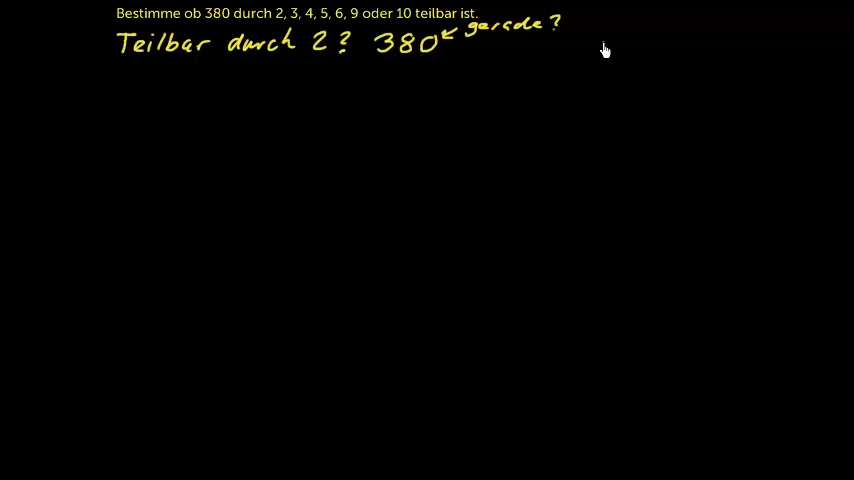 Bestimme ob 380 durch 2, 3, 4, 5, 6, 9 oder 10 teilbar ist.
Teilbar durch 2? 380 gerade?